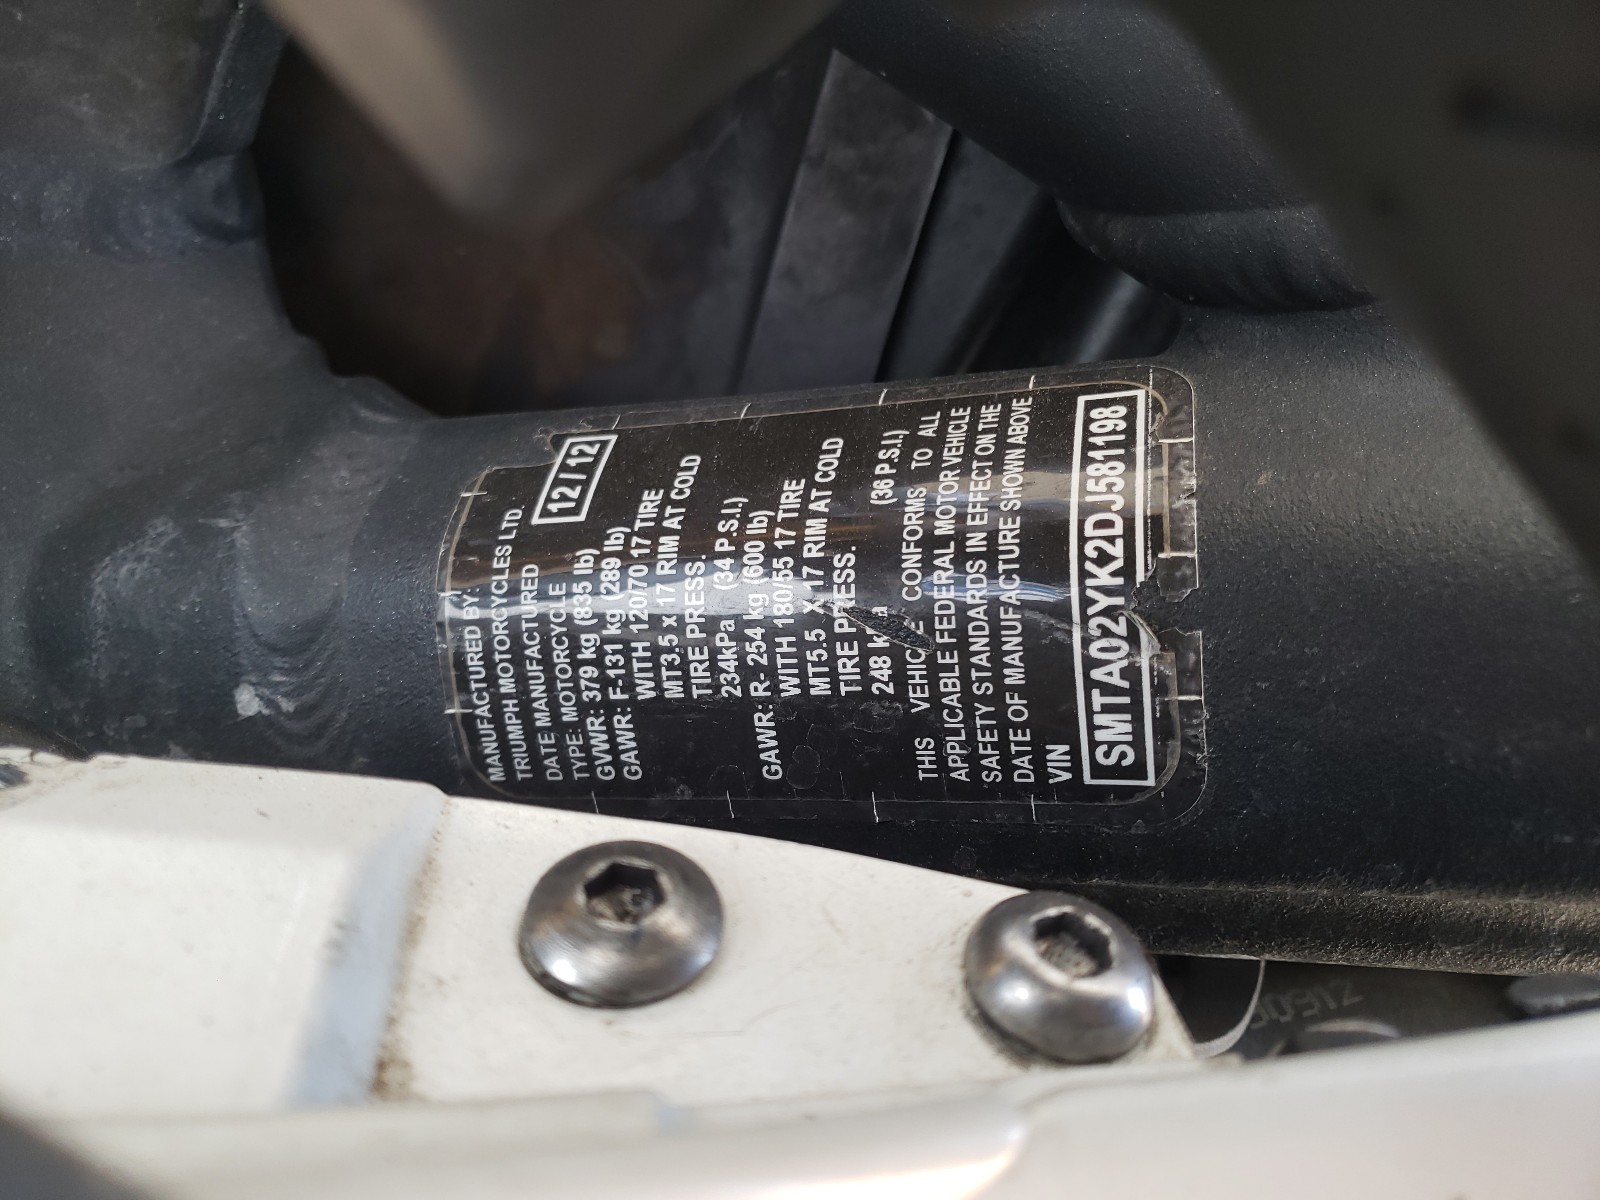 MANUFACTURED BY:
TRIUMPH MOTORCYCLES LTD.
DATE MANUFACTURED 12/12
TYPE: MOTORCYCLE
GVWR: 379 kg (835 lb)
GAWR: F-131 kg (289 lb)
WITH 120/70 17 TIRE
MT3.5 x 17 RIM AT COLD
TIRE PRESS.
234kPa (34 P.S.I.)
GAWR: R- 254 kg (600 lb)
WITH 180/55 17 TIRE
MT5.5 X 17 RIM AT COLD
TIRE PRESS.
248 k a (36 P.S.I.)
THIS VEHICLE CONFORMS TO ALL
APPLICABLE FEDERAL MOTOR VEHICLE
SAFETY STANDARDS IN EFFECT ON THE
DATE OF MANUFACTURE SHOWN ABOVE
VIN
SMTA02YK2DJ581198